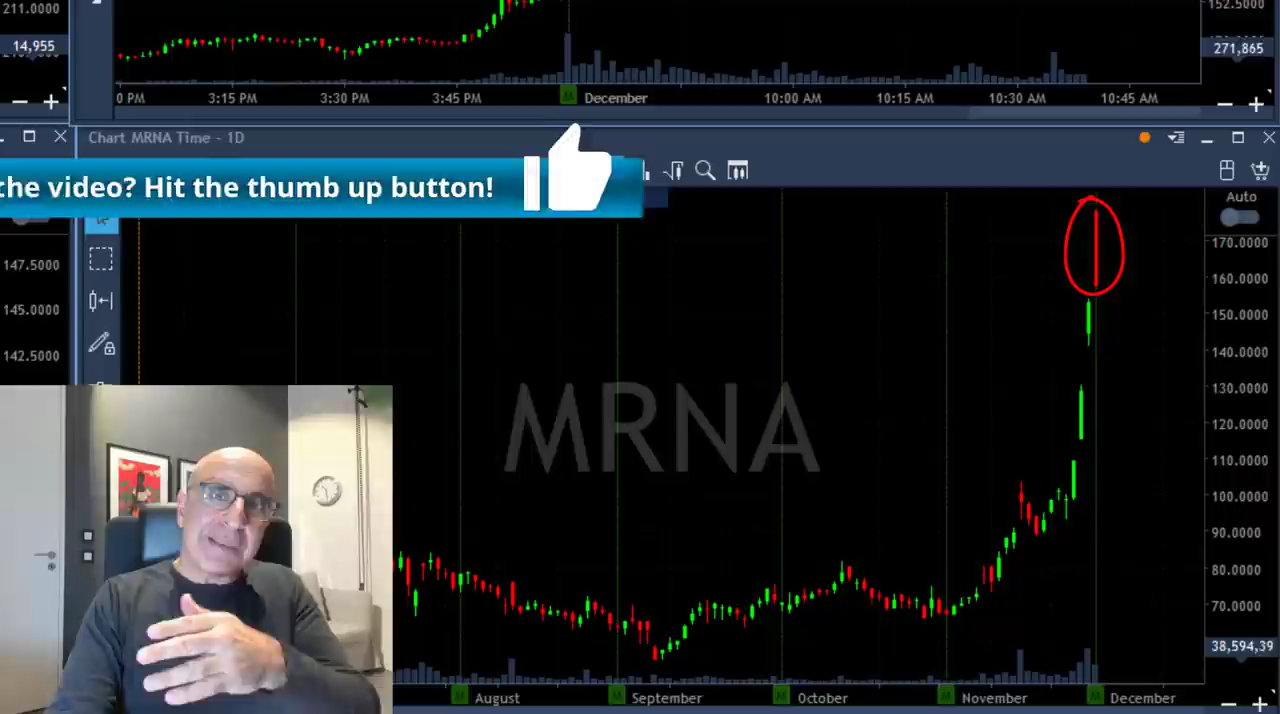 211.0000
152.5000
14,955
271,865
0 PM
3:15 PM
3:30 PM
3:45 PM
M
December
10:00 AM
10:15 AM
10:30 AM
10:45 AM
Chart MRNA Time - 1D
the video? Hit the thumb up button!
Auto
147.5000
145.0000
142.5000
170.0000
160.0000
150.0000
140.0000
130.0000
120.0000
110.0000
100.0000
90.0000
80.0000
70.0000
MRNA
38,594,39
M August
M September
M October
M November
M December